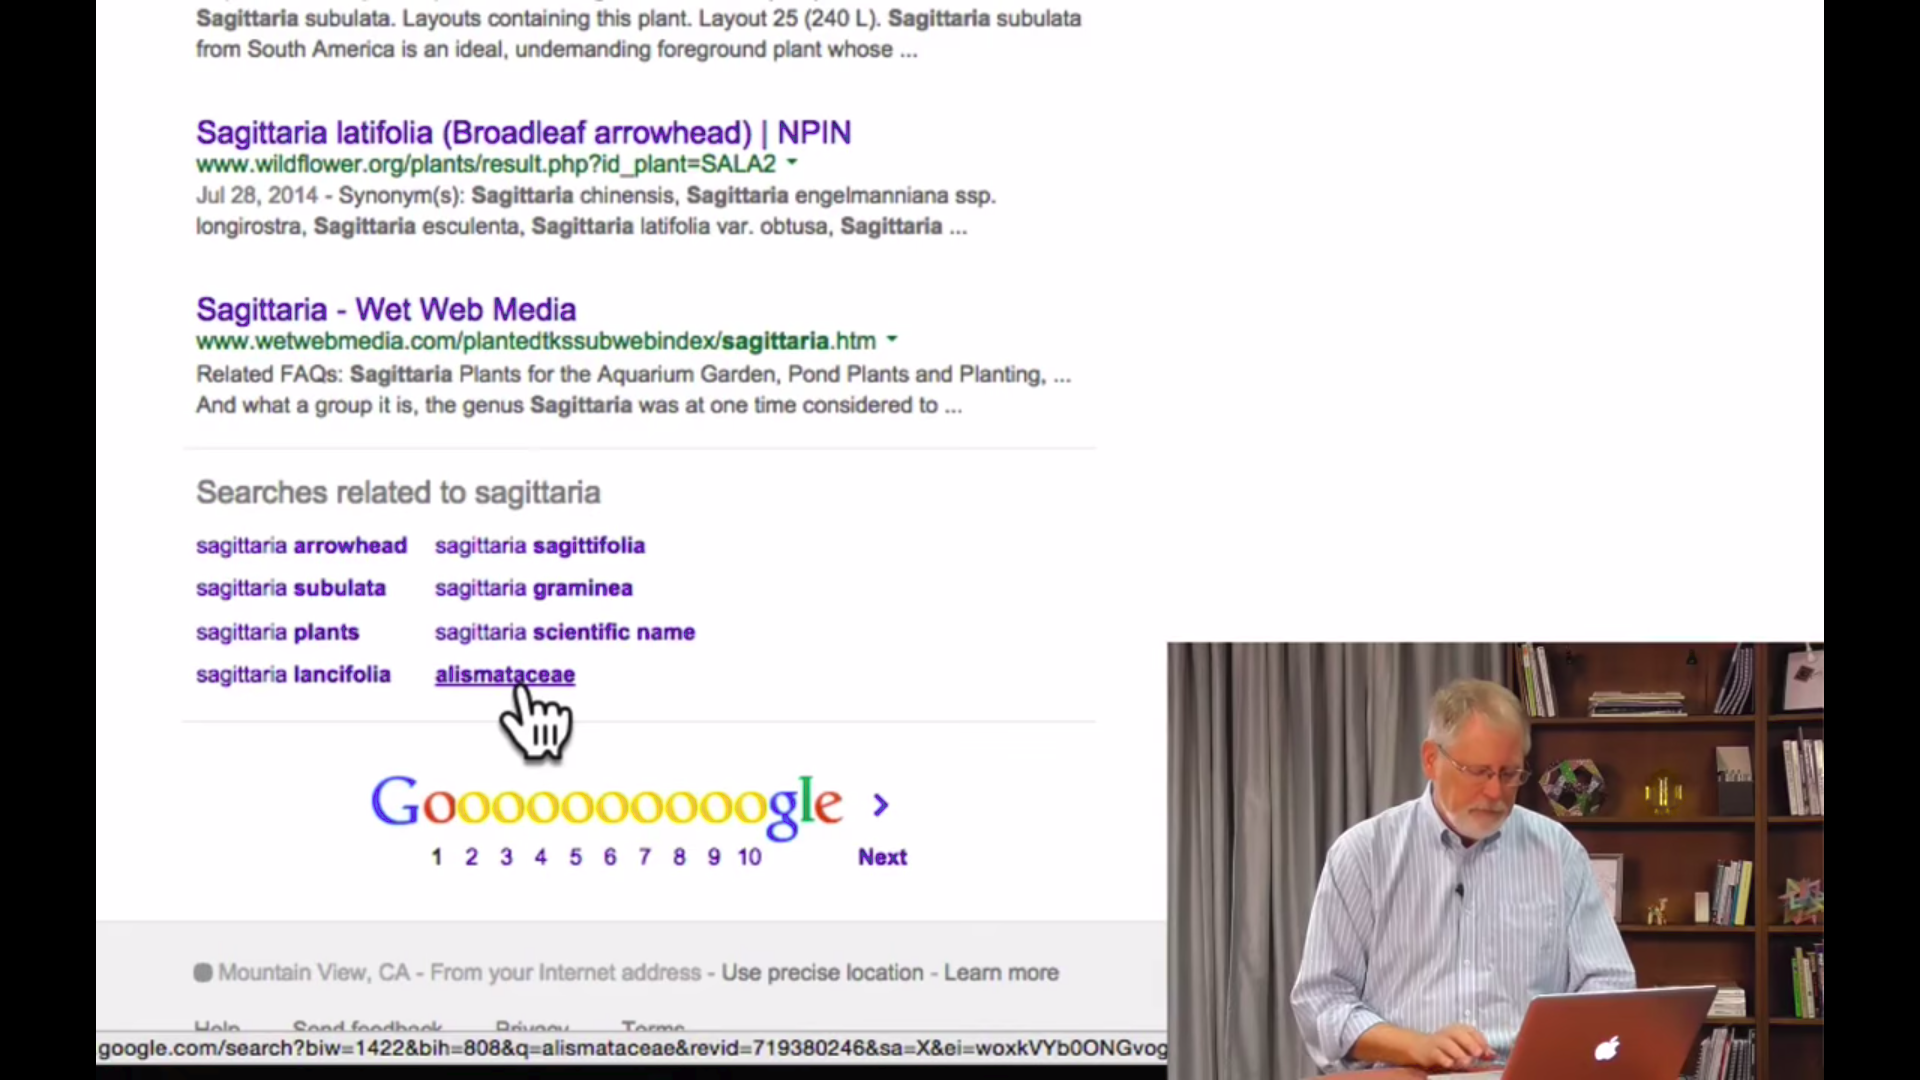 Sagittaria subulata. Layouts containing this plant. Layout 25 (240 L). Sagittaria subulata
from South America is an ideal, undemanding foreground plant whose ...
Sagittaria latifolia (Broadleaf arrowhead) | NPIN
www.wildflower.org/plants/result.php?id_plant=SALA2
Jul 28, 2014 - Synonym(s): Sagittaria chinensis, Sagittaria engelmanniana ssp.
longirostra, Sagittaria esculenta, Sagittaria latifolia var. obtusa, Sagittaria ...
Sagittaria - Wet Web Media
www.wetwebmedia.com/plantedtkssubwebindex/sagittaria.htm
Related FAQs: Sagittaria Plants for the Aquarium Garden, Pond Plants and Planting, ...
And what a group it is, the genus Sagittaria was at one time considered to ...
Searches related to sagittaria
sagittaria arrowhead sagittaria sagittifolia
sagittaria subulata sagittaria graminea
sagittaria plants sagittaria scientific name
sagittaria lancifolia alismataceae
Goooooooooogle >
1 2 3 4 5 6 7 8 9 10 Next
Mountain View, CA - From your Internet address - Use precise location - Learn more
Help Send feedback Privacy Terms
google.com/search?biw=1422&bih=808&q=alismataceae&revid=719380246&sa=X&ei=woxkVYb0ONGvog